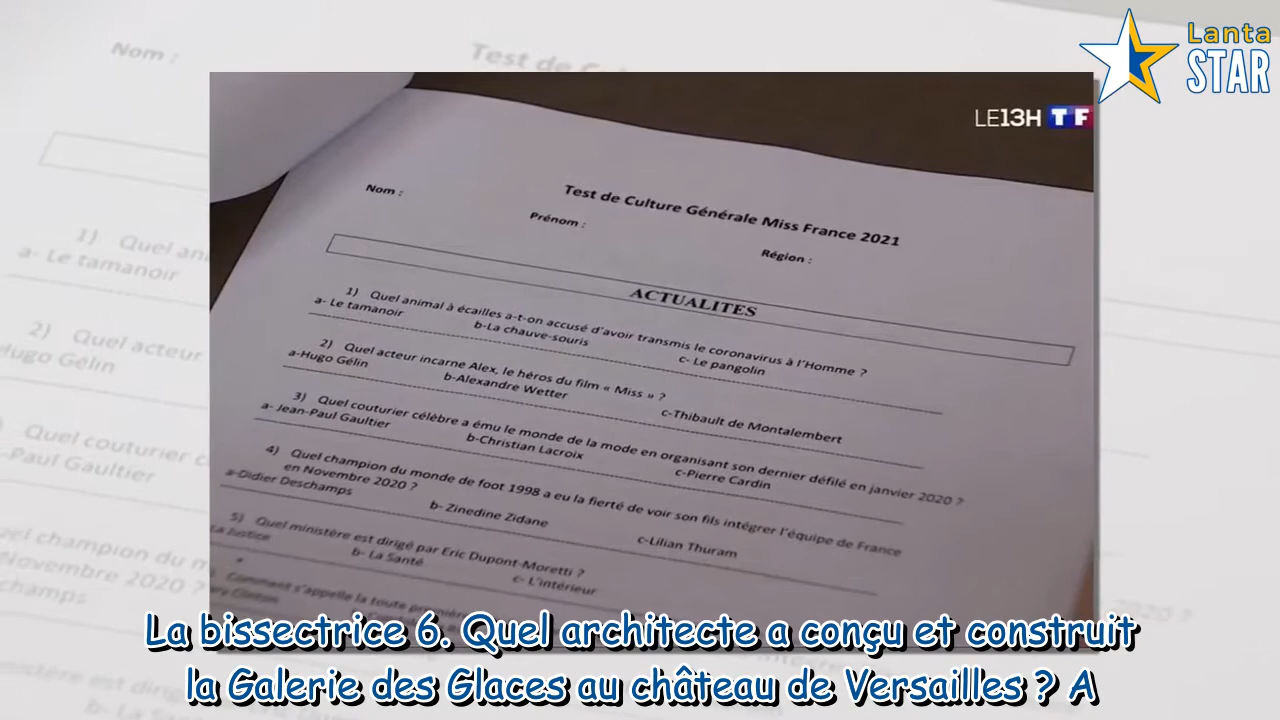 Lanta
STAR
LE13H TF
Nom :
Test de Culture Générale Miss France 2021
Prénom :
Région :
ACTUALITES
1) Quel animal à écailles a-t-on accusé d'avoir transmis le coronavirus à l'Homme ?
a- Le tamanoir b-La chauve-souris c- Le pangolin
2) Quel acteur incarne Alex, le héros du film « Miss » ?
a-Hugo Gélin b-Alexandre Wetter c-Thibault de Montalembert
3) Quel couturier célèbre a ému le monde de la mode en organisant son dernier défilé en janvier 2020 ?
a- Jean-Paul Gaultier b-Christian Lacroix c-Pierre Cardin
4) Quel champion du monde de foot 1998 a eu la fierté de voir son fils intégrer l'équipe de France
en Novembre 2020 ?
a-Didier Deschamps b- Zinedine Zidane c-Lilian Thuram
5) Quel ministère est dirigé par Eric Dupont-Moretti ?
La Justice b- La Santé c- L'intérieur
Comment s'appelle la toute première
La bissectrice 6. Quel architecte a conçu et construit
la Galerie des Glaces au château de Versailles ? A